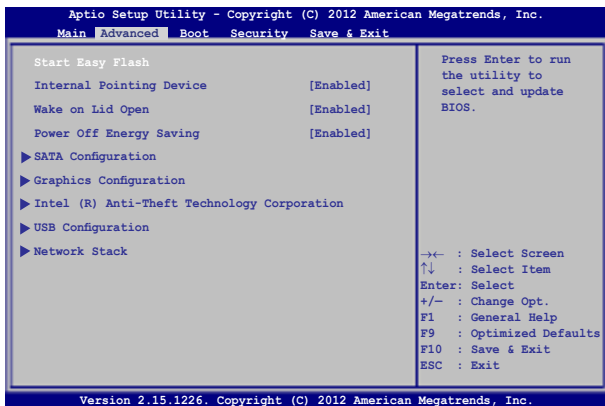 Aptio Setup Utility - Copyright (C) 2012 American Megatrends, Inc.
Main Advanced Boot Security Save & Exit
Start Easy Flash
Internal Pointing Device [Enabled]
Wake on Lid Open [Enabled]
Power Off Energy Saving [Enabled]
SATA Configuration
Graphics Configuration
Intel (R) Anti-Theft Technology Corporation
USB Configuration
Network Stack
Press Enter to run
the utility to
select and update
BIOS.
→← : Select Screen
↑↓ : Select Item
Enter: Select
+/— : Change Opt.
F1 : General Help
F9 : Optimized Defaults
F10 : Save & Exit
ESC : Exit
Version 2.15.1226. Copyright (C) 2012 American Megatrends, Inc.